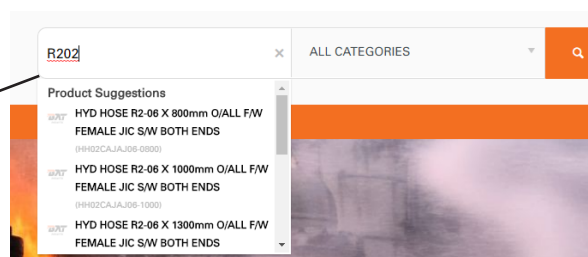 R202
ALL CATEGORIES
Product Suggestions
HYD HOSE R2-06 X 800mm O/ALL F/W
FEMALE JIC S/W BOTH ENDS
(HH02CAJAJ06-0800)
HYD HOSE R2-06 X 1000mm O/ALL F/W
FEMALE JIC S/W BOTH ENDS
(HH02CAJAJ06-1000)
HYD HOSE R2-06 X 1300mm O/ALL F/W
FEMALE JIC S/W BOTH ENDS